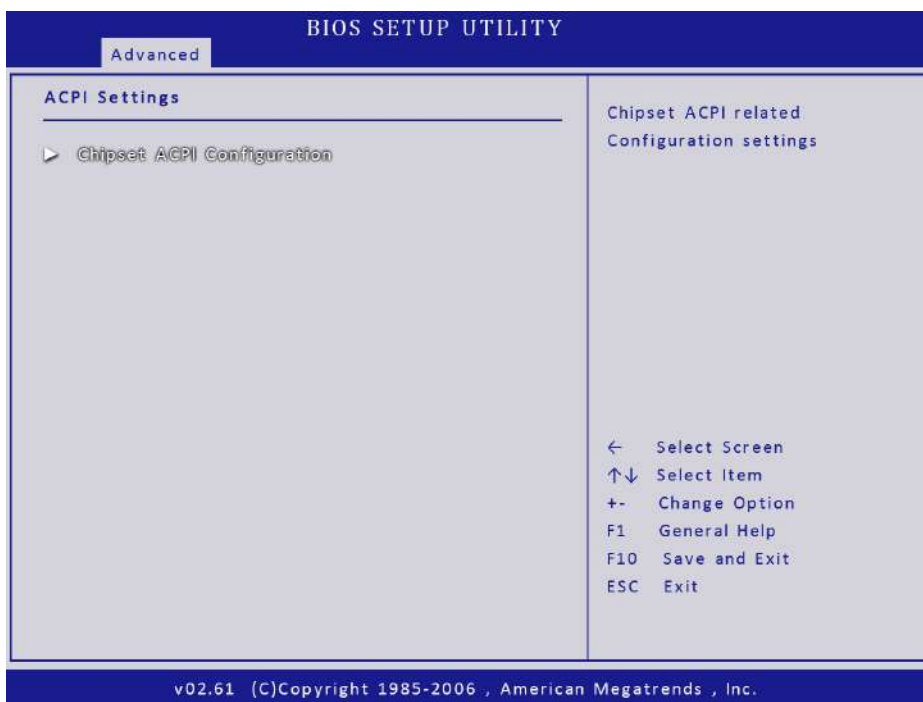 BIOS SETUP UTILITY
Advanced
ACPI Settings
▶ Chipset ACPI Configuration
Chipset ACPI related
Configuration settings
← Select Screen
↑↓ Select Item
+- Change Option
F1 General Help
F10 Save and Exit
ESC Exit
v02.61 (C)Copyright 1985-2006 , American Megatrends , Inc.